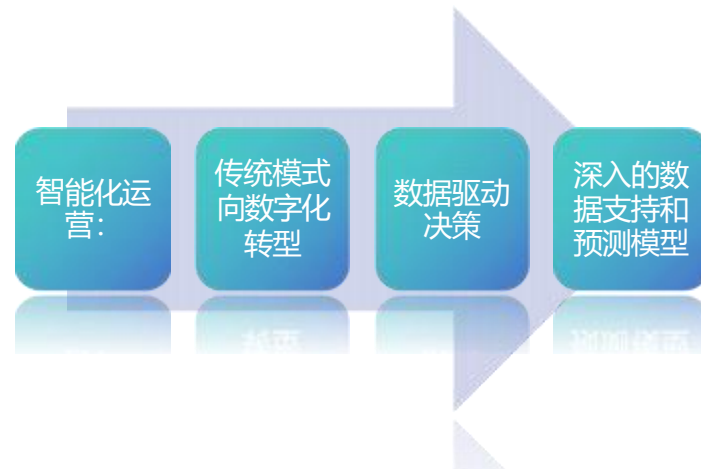 智能化运
营：
传统模式
向数字化
转型
数据驱动
决策
深入的数
据支持和
预测模型